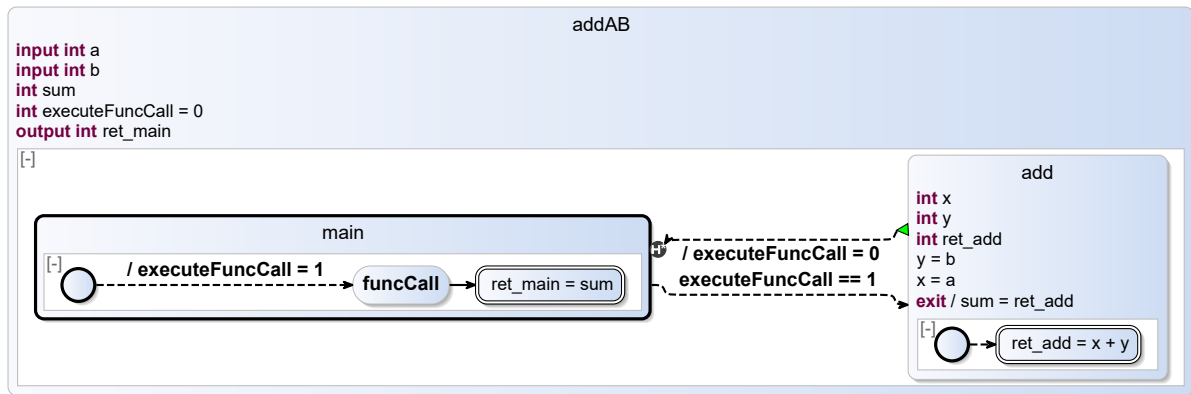 addAB
input int a
input int b
int sum
int executeFuncCall = 0
output int ret_main
[-]
main
[-]
/ executeFuncCall = 1
funcCall
ret_main = sum
H*
/ executeFuncCall = 0
executeFuncCall == 1
add
int x
int y
int ret_add
y = b
x = a
exit / sum = ret_add
[-]
ret_add = x + y